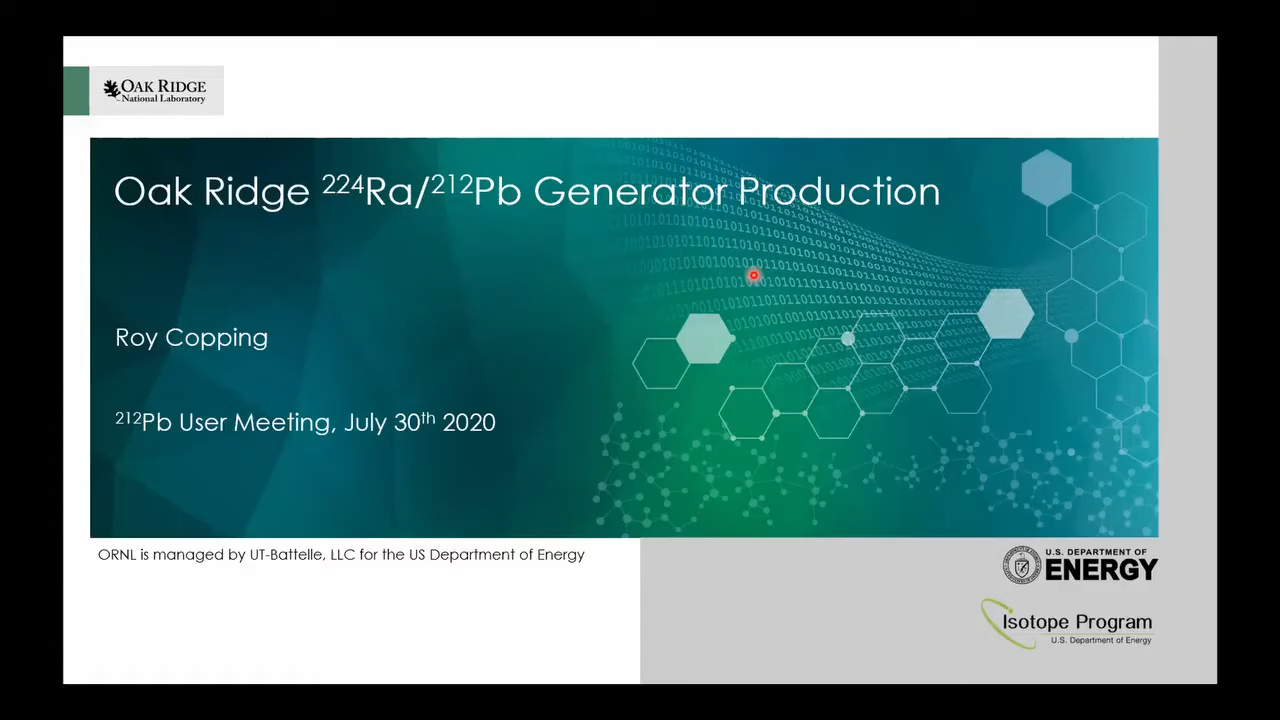 OAK RIDGE
National Laboratory
Oak Ridge ²²⁴Ra/²¹²Pb Generator Production
Roy Copping
²¹²Pb User Meeting, July 30ᵗʰ 2020
ORNL is managed by UT-Battelle, LLC for the US Department of Energy
U.S. DEPARTMENT OF
ENERGY
Isotope Program
U.S. Department of Energy